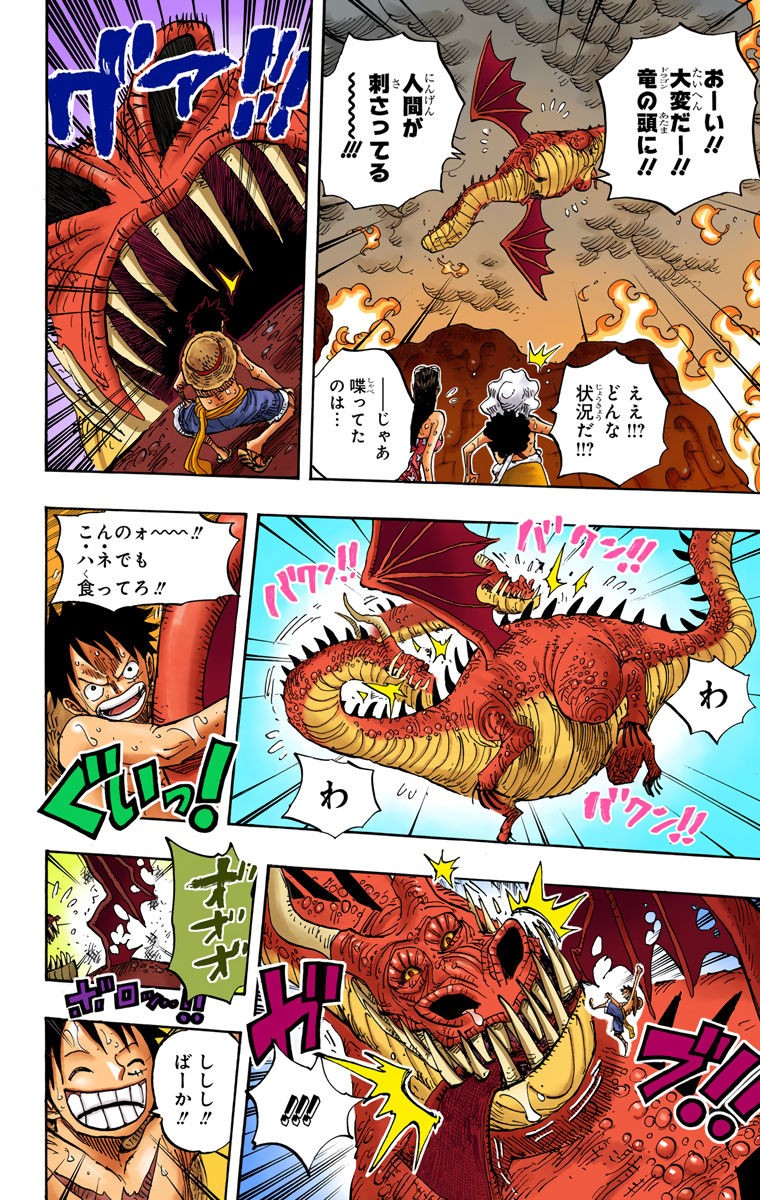 おーい!!
大変だー!!
竜の頭に!!
人間が
刺さってる
〜〜〜〜!!!
ええ!!?
どんな
状況だ!!?
──じゃあ
喋ってた
のは…
グアァ!!
バクン!!
バクン!!
わ
わ
バクン!!
こんのォ〜〜〜!!
ハネでも
食ってろ!!
ぐいっ!
ガブ!!!
!!!
ギオオオ
ボロッ…!!
ししし!!
ばーか!!